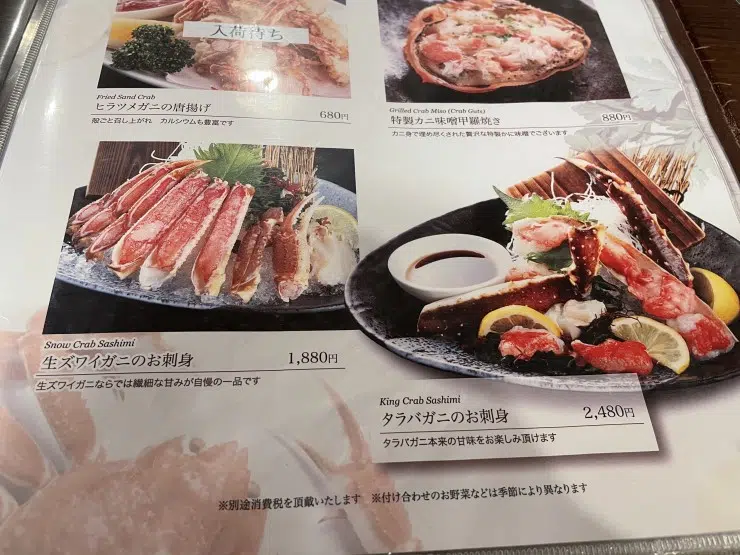 入荷待ち
Fried Sand Crab
ヒラツメガニの唐揚げ
680円
殻ごと召し上がれ カルシウムも豊富です
Grilled Crab Miso (Crab Guts)
特製カニ味噌甲羅焼き
880円
カニ身で埋め尽くされた贅沢な特製かに味噌でございます
Snow Crab Sashimi
生ズワイガニのお刺身
1,880円
生ズワイガニならでは繊細な甘みが自慢の一品です
King Crab Sashimi
タラバガニのお刺身
2,480円
タラバガニ本来の甘味をお楽しみ頂けます
※別途消費税を頂戴いたします ※付け合わせのお野菜などは季節により異なります